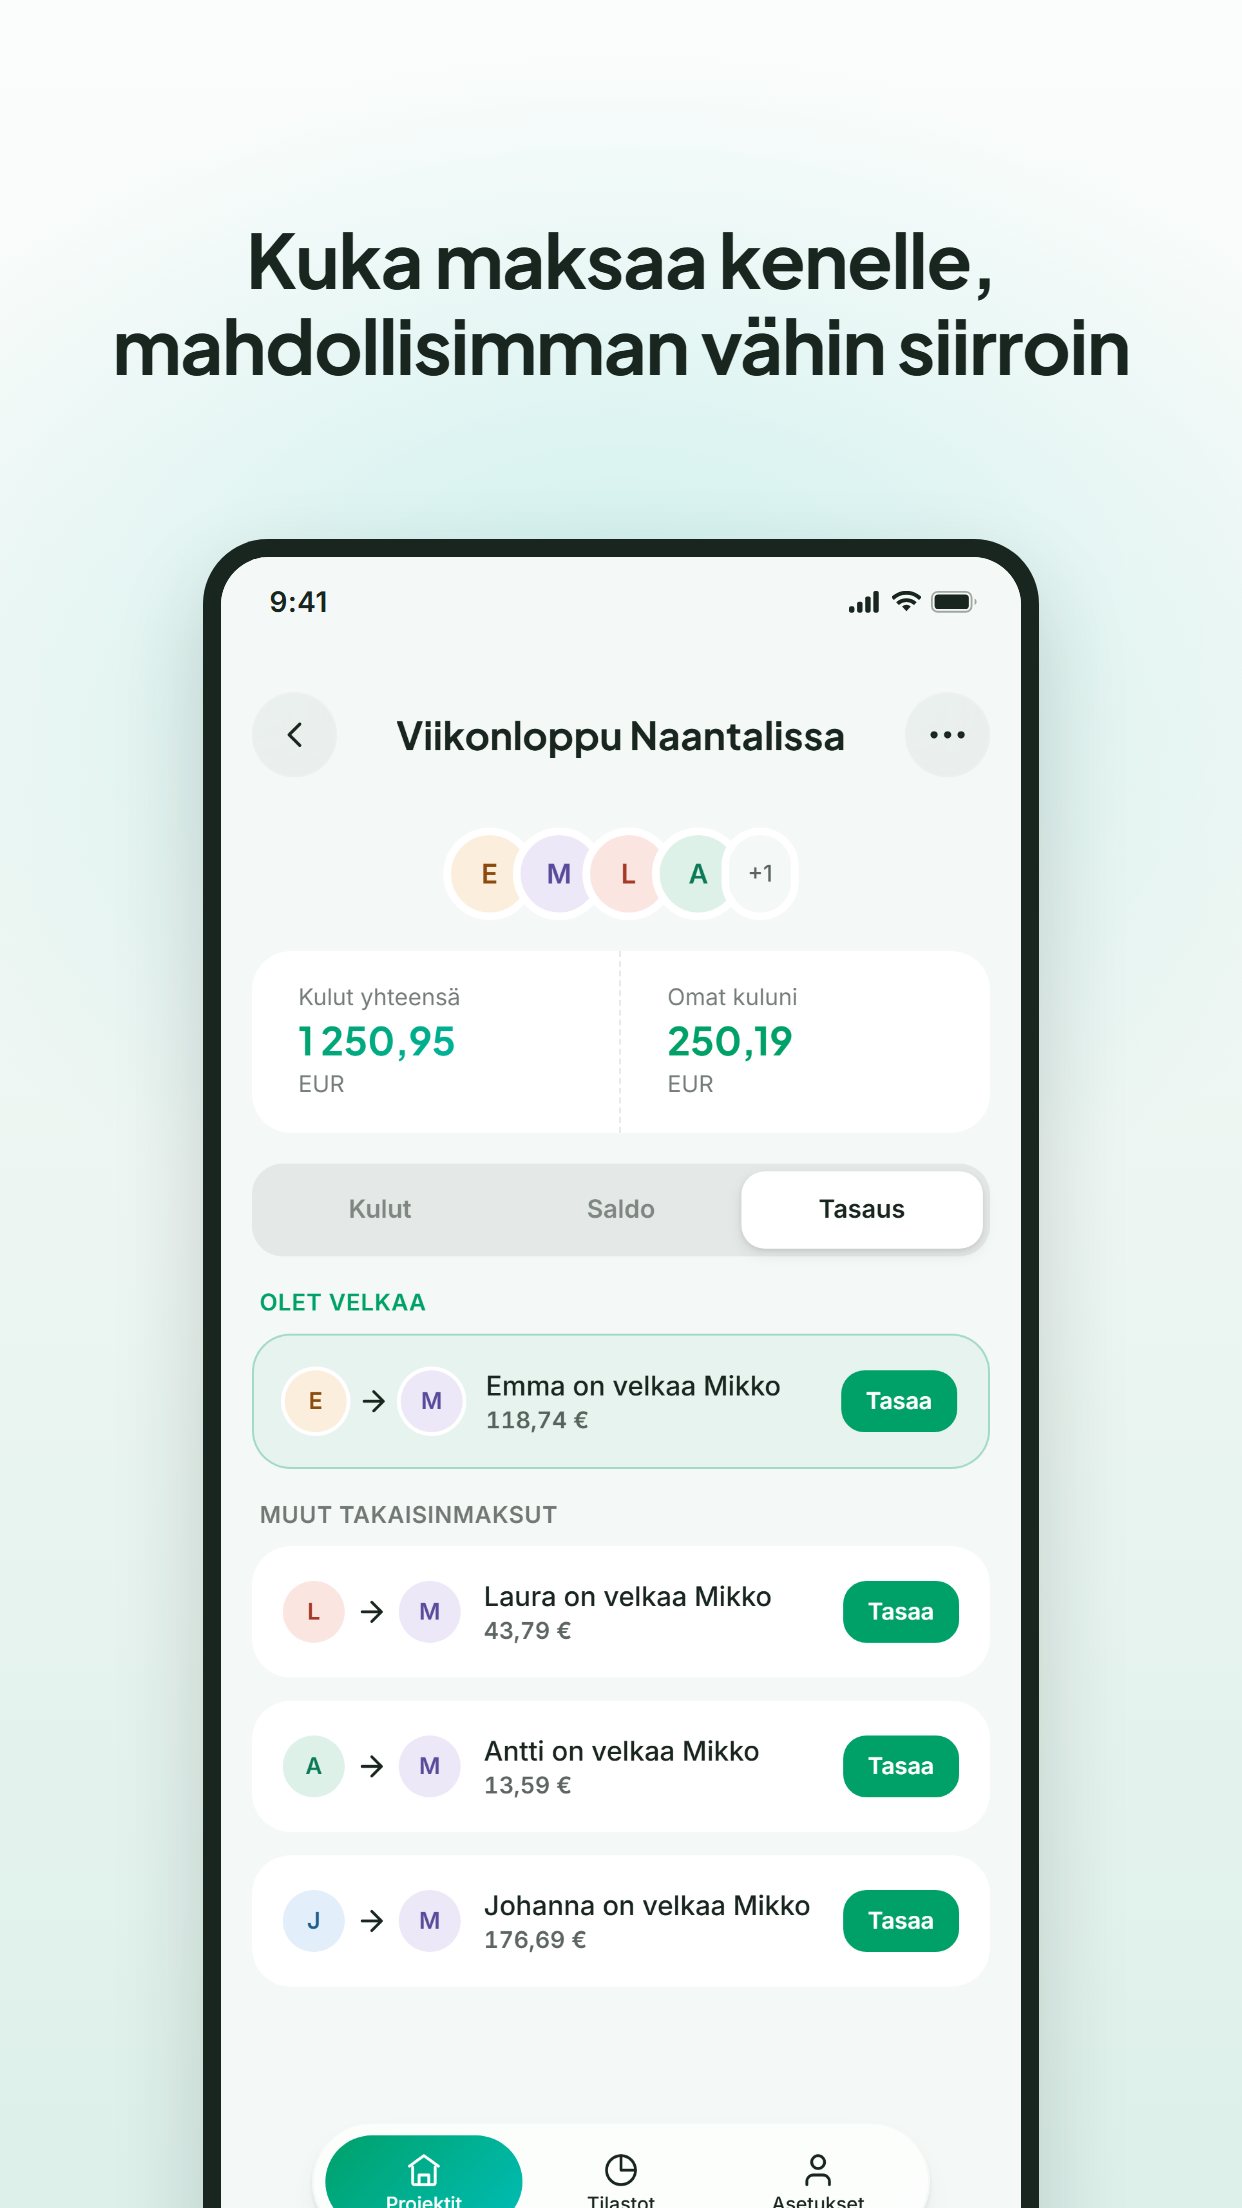 Kuka maksaa kenelle,
mahdollisimman vähin siirroin
9:41
Viikonloppu Naantalissa
E M L A +1
Kulut yhteensä
1 250,95
EUR
Omat kuluni
250,19
EUR
Kulut Saldo Tasaus
OLET VELKAA
E → M Emma on velkaa Mikko
118,74 €
Tasaa
MUUT TAKAISINMAKSUT
L → M Laura on velkaa Mikko
43,79 €
Tasaa
A → M Antti on velkaa Mikko
13,59 €
Tasaa
J → M Johanna on velkaa Mikko
176,69 €
Tasaa
Projektit Tilastot Asetukset